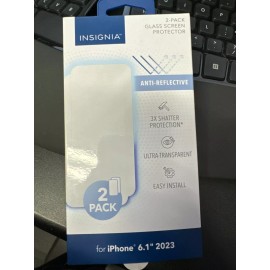 INSIGNIA™
2-PACK
GLASS SCREEN
PROTECTOR
ANTI-REFLECTIVE
2X SHATTER
PROTECTION*
ULTRA-TRANSPARENT
EASY INSTALL
2
PACK
for iPhone® 6.1" 2023